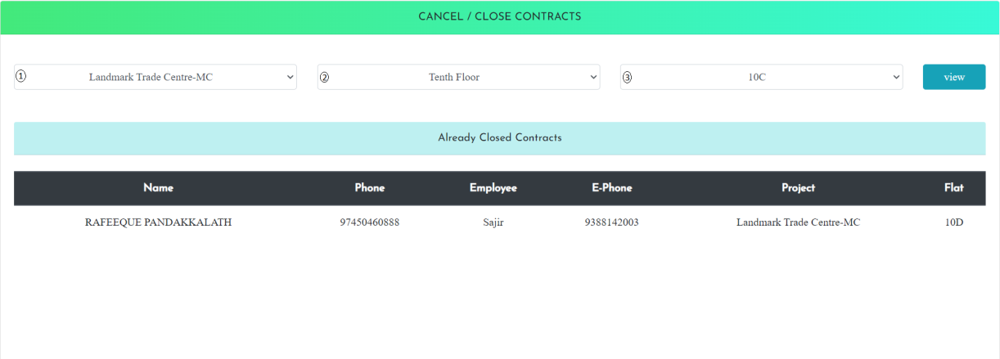 CANCEL / CLOSE CONTRACTS
① Landmark Trade Centre-MC ② Tenth Floor ③ 10C view
Already Closed Contracts
Name Phone Employee E-Phone Project Flat
RAFEEQUE PANDAKKALATH 97450460888 Sajir 9388142003 Landmark Trade Centre-MC 10D